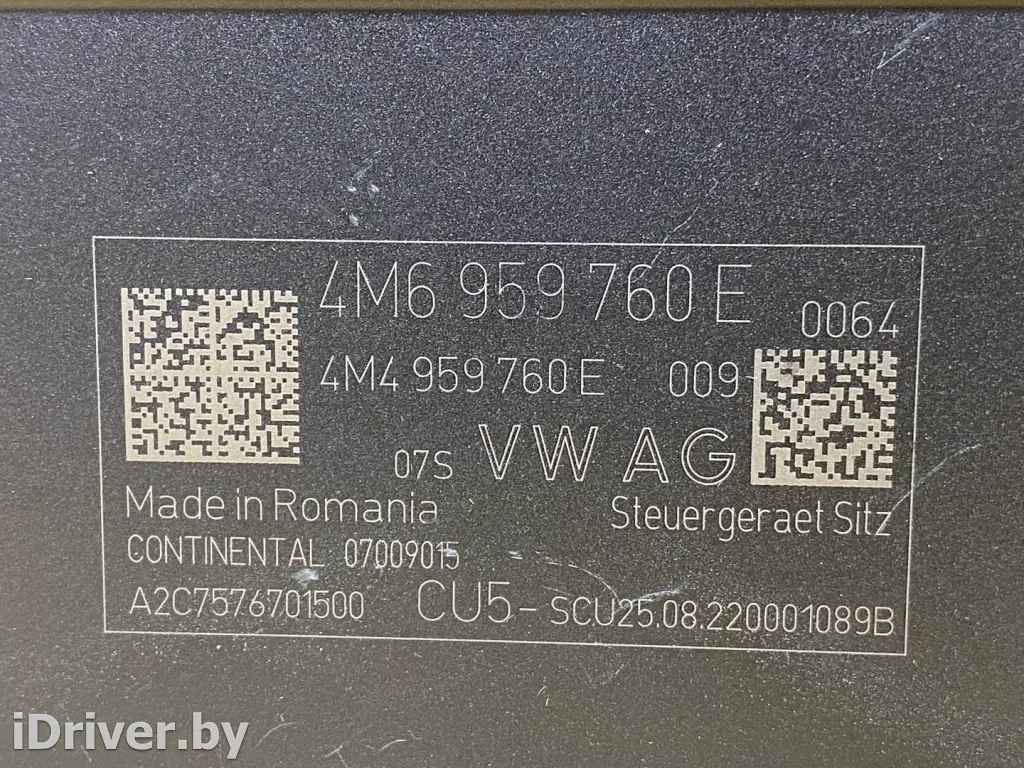 4M6 959 760 E 0064
4M4 959 760 E 009
07S VW AG
Made in Romania Steuergeraet Sitz
CONTINENTAL 07009015
A2C7576701500 CU5-SCU25.08.220001089B
iDriver.by